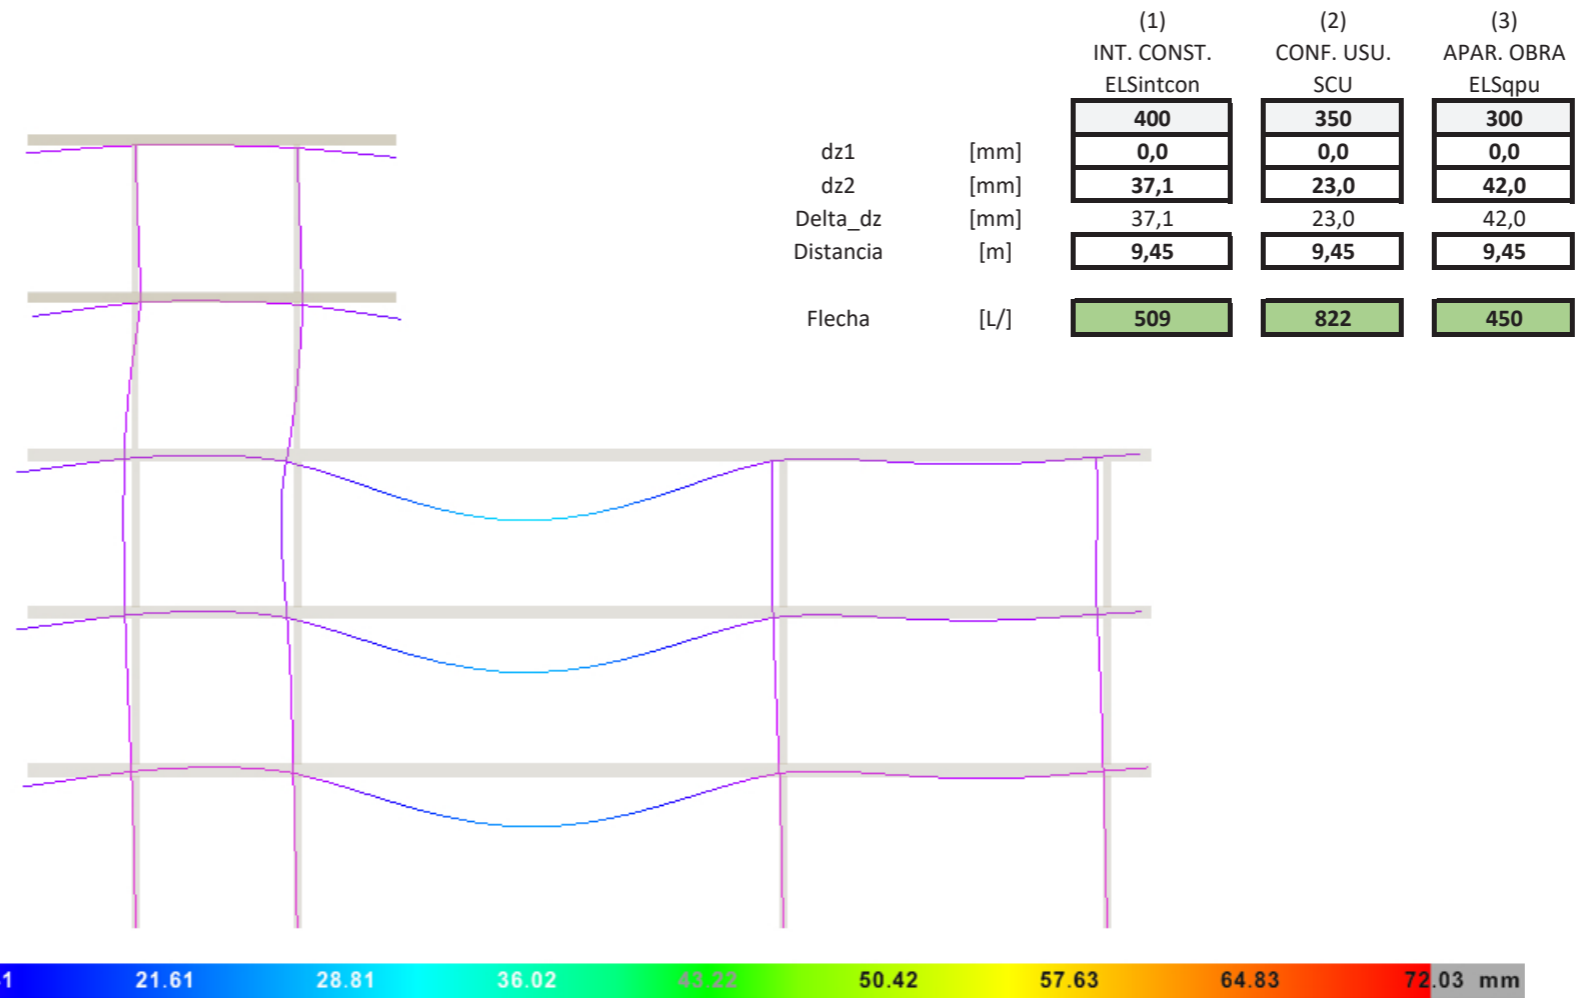 (1) (2) (3)
INT. CONST. CONF. USU. APAR. OBRA
ELSintcon SCU ELSqpu
400 350 300
dz1 [mm] 0,0 0,0 0,0
dz2 [mm] 37,1 23,0 42,0
Delta_dz [mm] 37,1 23,0 42,0
Distancia [m] 9,45 9,45 9,45
Flecha [L/] 509 822 450
1 21.61 28.81 36.02 43.22 50.42 57.63 64.83 72.03 mm